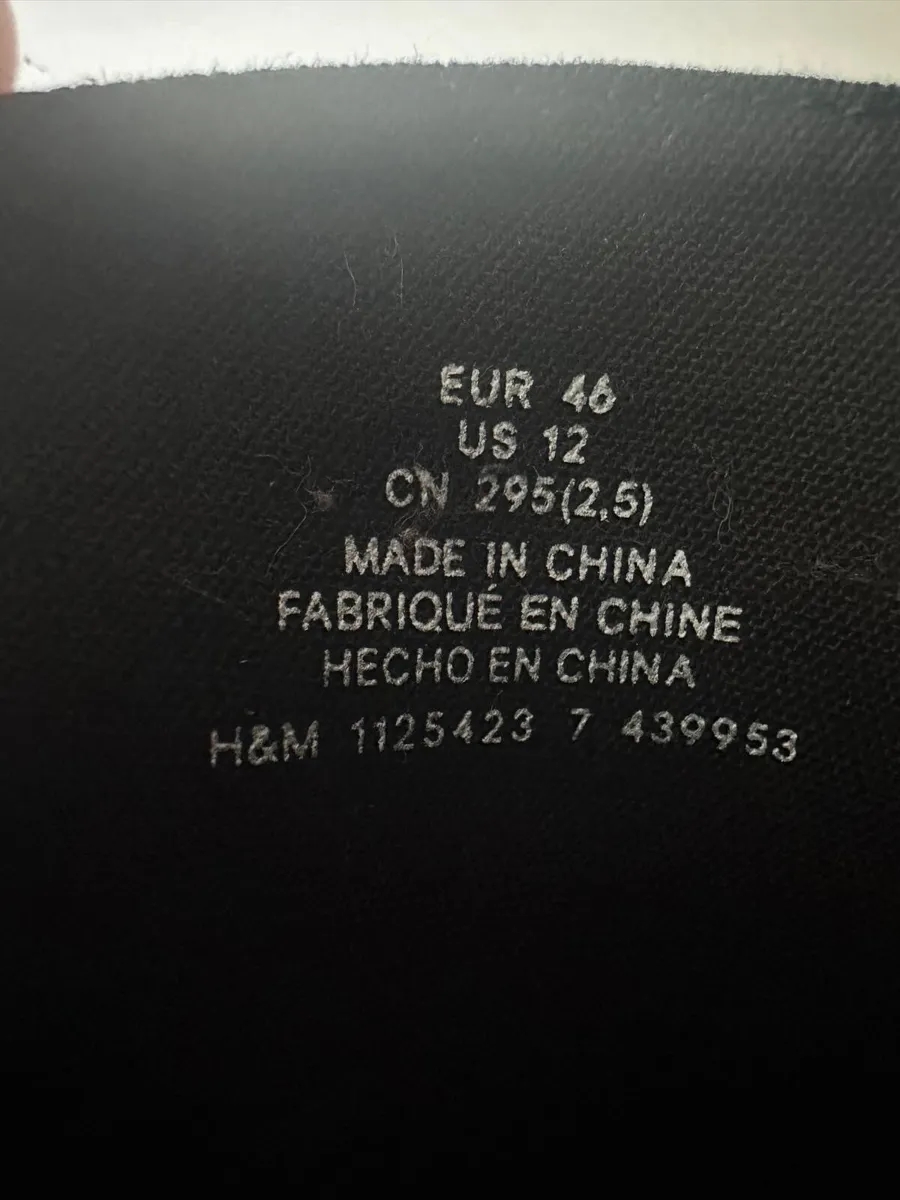 EUR 46
US 12
CN 295(2,5)
MADE IN CHINA
FABRIQUÉ EN CHINE
HECHO EN CHINA
H&M 1125423 7 439953